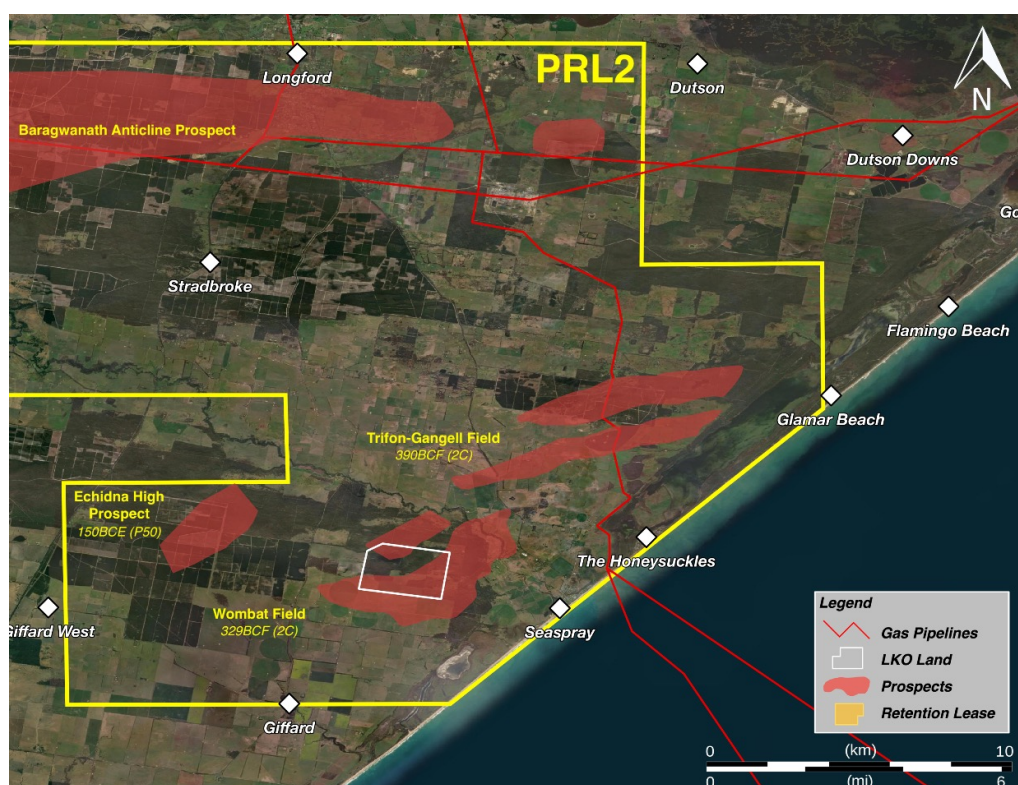 PRL2
Longford
Dutson
N
Baragwanath Anticline Prospect
Dutson Downs
Go
Stradbroke
Flamingo Beach
Glamar Beach
Trifon-Gangell Field
390BCF (2C)
Echidna High
Prospect
150BCE (P50)
The Honeysuckles
Wombat Field
329BCF (2C)
Giffard West
Seaspray
Giffard
Legend
Gas Pipelines
LKO Land
Prospects
Retention Lease
0 (km) 10
0 (mi) 6